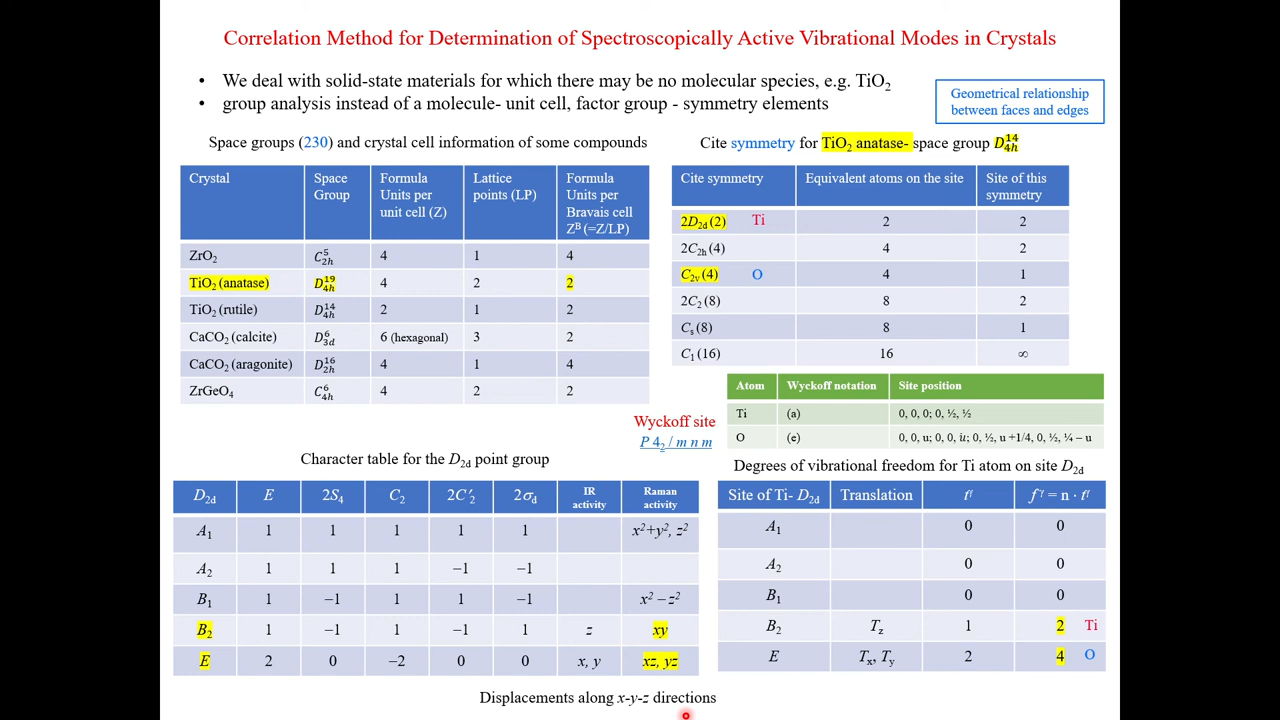 Correlation Method for Determination of Spectroscopically Active Vibrational Modes in Crystals
• We deal with solid-state materials for which there may be no molecular species, e.g. TiO₂
• group analysis instead of a molecule- unit cell, factor group - symmetry elements
Geometrical relationship
between faces and edges
Space groups (230) and crystal cell information of some compounds
Crystal | Space Group | Formula Units per unit cell (Z) | Lattice points (LP) | Formula Units per Bravais cell Zᴮ (=Z/LP)
ZrO₂ | C₂ₕ⁵ | 4 | 1 | 4
TiO₂ (anatase) | D₄ₕ¹⁹ | 4 | 2 | 2
TiO₂ (rutile) | D₄ₕ¹⁴ | 2 | 1 | 2
CaCO₂ (calcite) | D₃d⁶ | 6 (hexagonal) | 3 | 2
CaCO₂ (aragonite) | D₂ₕ¹⁶ | 4 | 1 | 4
ZrGeO₄ | C₄ₕ⁶ | 4 | 2 | 2
Cite symmetry for TiO₂ anatase- space group D₄ₕ¹⁴
Cite symmetry | Equivalent atoms on the site | Site of this symmetry
2D₂d (2) Ti | 2 | 2
2C₂ₕ (4) | 4 | 2
C₂ᵥ (4) O | 4 | 1
2C₂ (8) | 8 | 2
Cₛ (8) | 8 | 1
C₁ (16) | 16 | ∞
Atom | Wyckoff notation | Site position
Ti | (a) | 0, 0, 0; 0, ½, ½
O | (e) | 0, 0, u; 0, 0, ū; 0, ½, u +1/4, 0, ½, ¼ – u
Wyckoff site
P 4₂ / m n m
Character table for the D₂d point group
D₂d | E | 2S₄ | C₂ | 2C₂′ | 2σd | IR activity | Raman activity
A₁ | 1 | 1 | 1 | 1 | 1 | | x²+y², z²
A₂ | 1 | 1 | 1 | −1 | −1
B₁ | 1 | −1 | 1 | 1 | −1 | | x² – z²
B₂ | 1 | −1 | 1 | −1 | 1 | z | xy
E | 2 | 0 | −2 | 0 | 0 | x, y | xz, yz
Degrees of vibrational freedom for Ti atom on site D₂d
Site of Ti- D₂d | Translation | tᵞ | fᵞ = n · tᵞ
A₁ | | 0 | 0
A₂ | | 0 | 0
B₁ | | 0 | 0
B₂ | T_z | 1 | 2 Ti
E | Tₓ, T_y | 2 | 4 O
Displacements along x-y-z directions